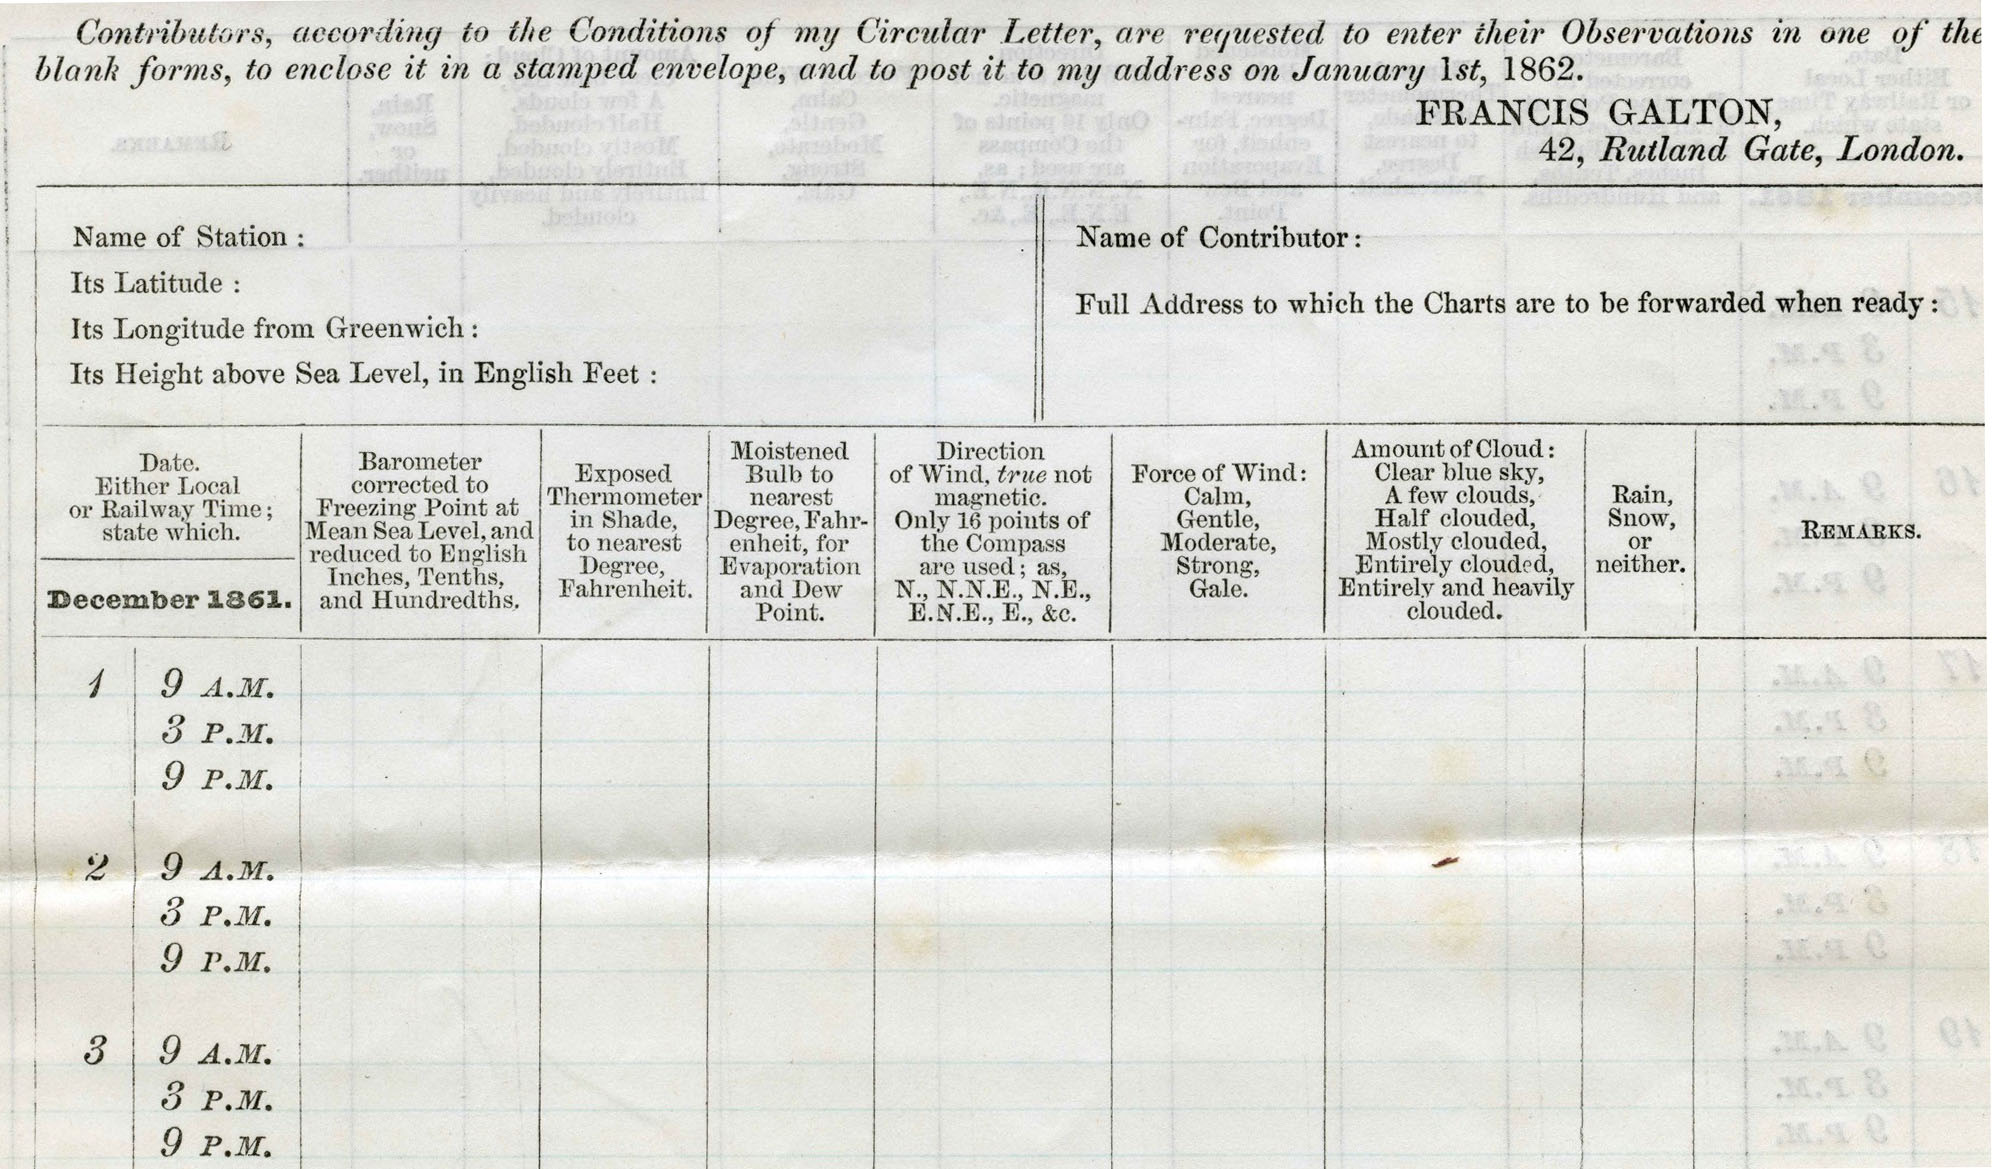 Contributors, according to the Conditions of my Circular Letter, are requested to enter their Observations in one of the
blank forms, to enclose it in a stamped envelope, and to post it to my address on January 1st, 1862.
FRANCIS GALTON,
42, Rutland Gate, London.
Name of Station :
Its Latitude :
Its Longitude from Greenwich :
Its Height above Sea Level, in English Feet :
Name of Contributor :
Full Address to which the Charts are to be forwarded when ready :
Date.
Either Local
or Railway Time ;
state which.
December 1861.
Barometer
corrected to
Freezing Point at
Mean Sea Level, and
reduced to English
Inches, Tenths,
and Hundredths.
Exposed
Thermometer
in Shade,
to nearest
Degree,
Fahrenheit.
Moistened
Bulb to
nearest
Degree, Fahr-
enheit, for
Evaporation
and Dew
Point.
Direction
of Wind, true not
magnetic.
Only 16 points of
the Compass
are used ; as,
N., N.N.E., N.E.,
E.N.E., E., &c.
Force of Wind :
Calm,
Gentle,
Moderate,
Strong,
Gale.
Amount of Cloud :
Clear blue sky,
A few clouds,
Half clouded,
Mostly clouded,
Entirely clouded,
Entirely and heavily
clouded.
Rain,
Snow,
or
neither.
REMARKS.
1 9 A.M.
3 P.M.
9 P.M.
2 9 A.M.
3 P.M.
9 P.M.
3 9 A.M.
3 P.M.
9 P.M.